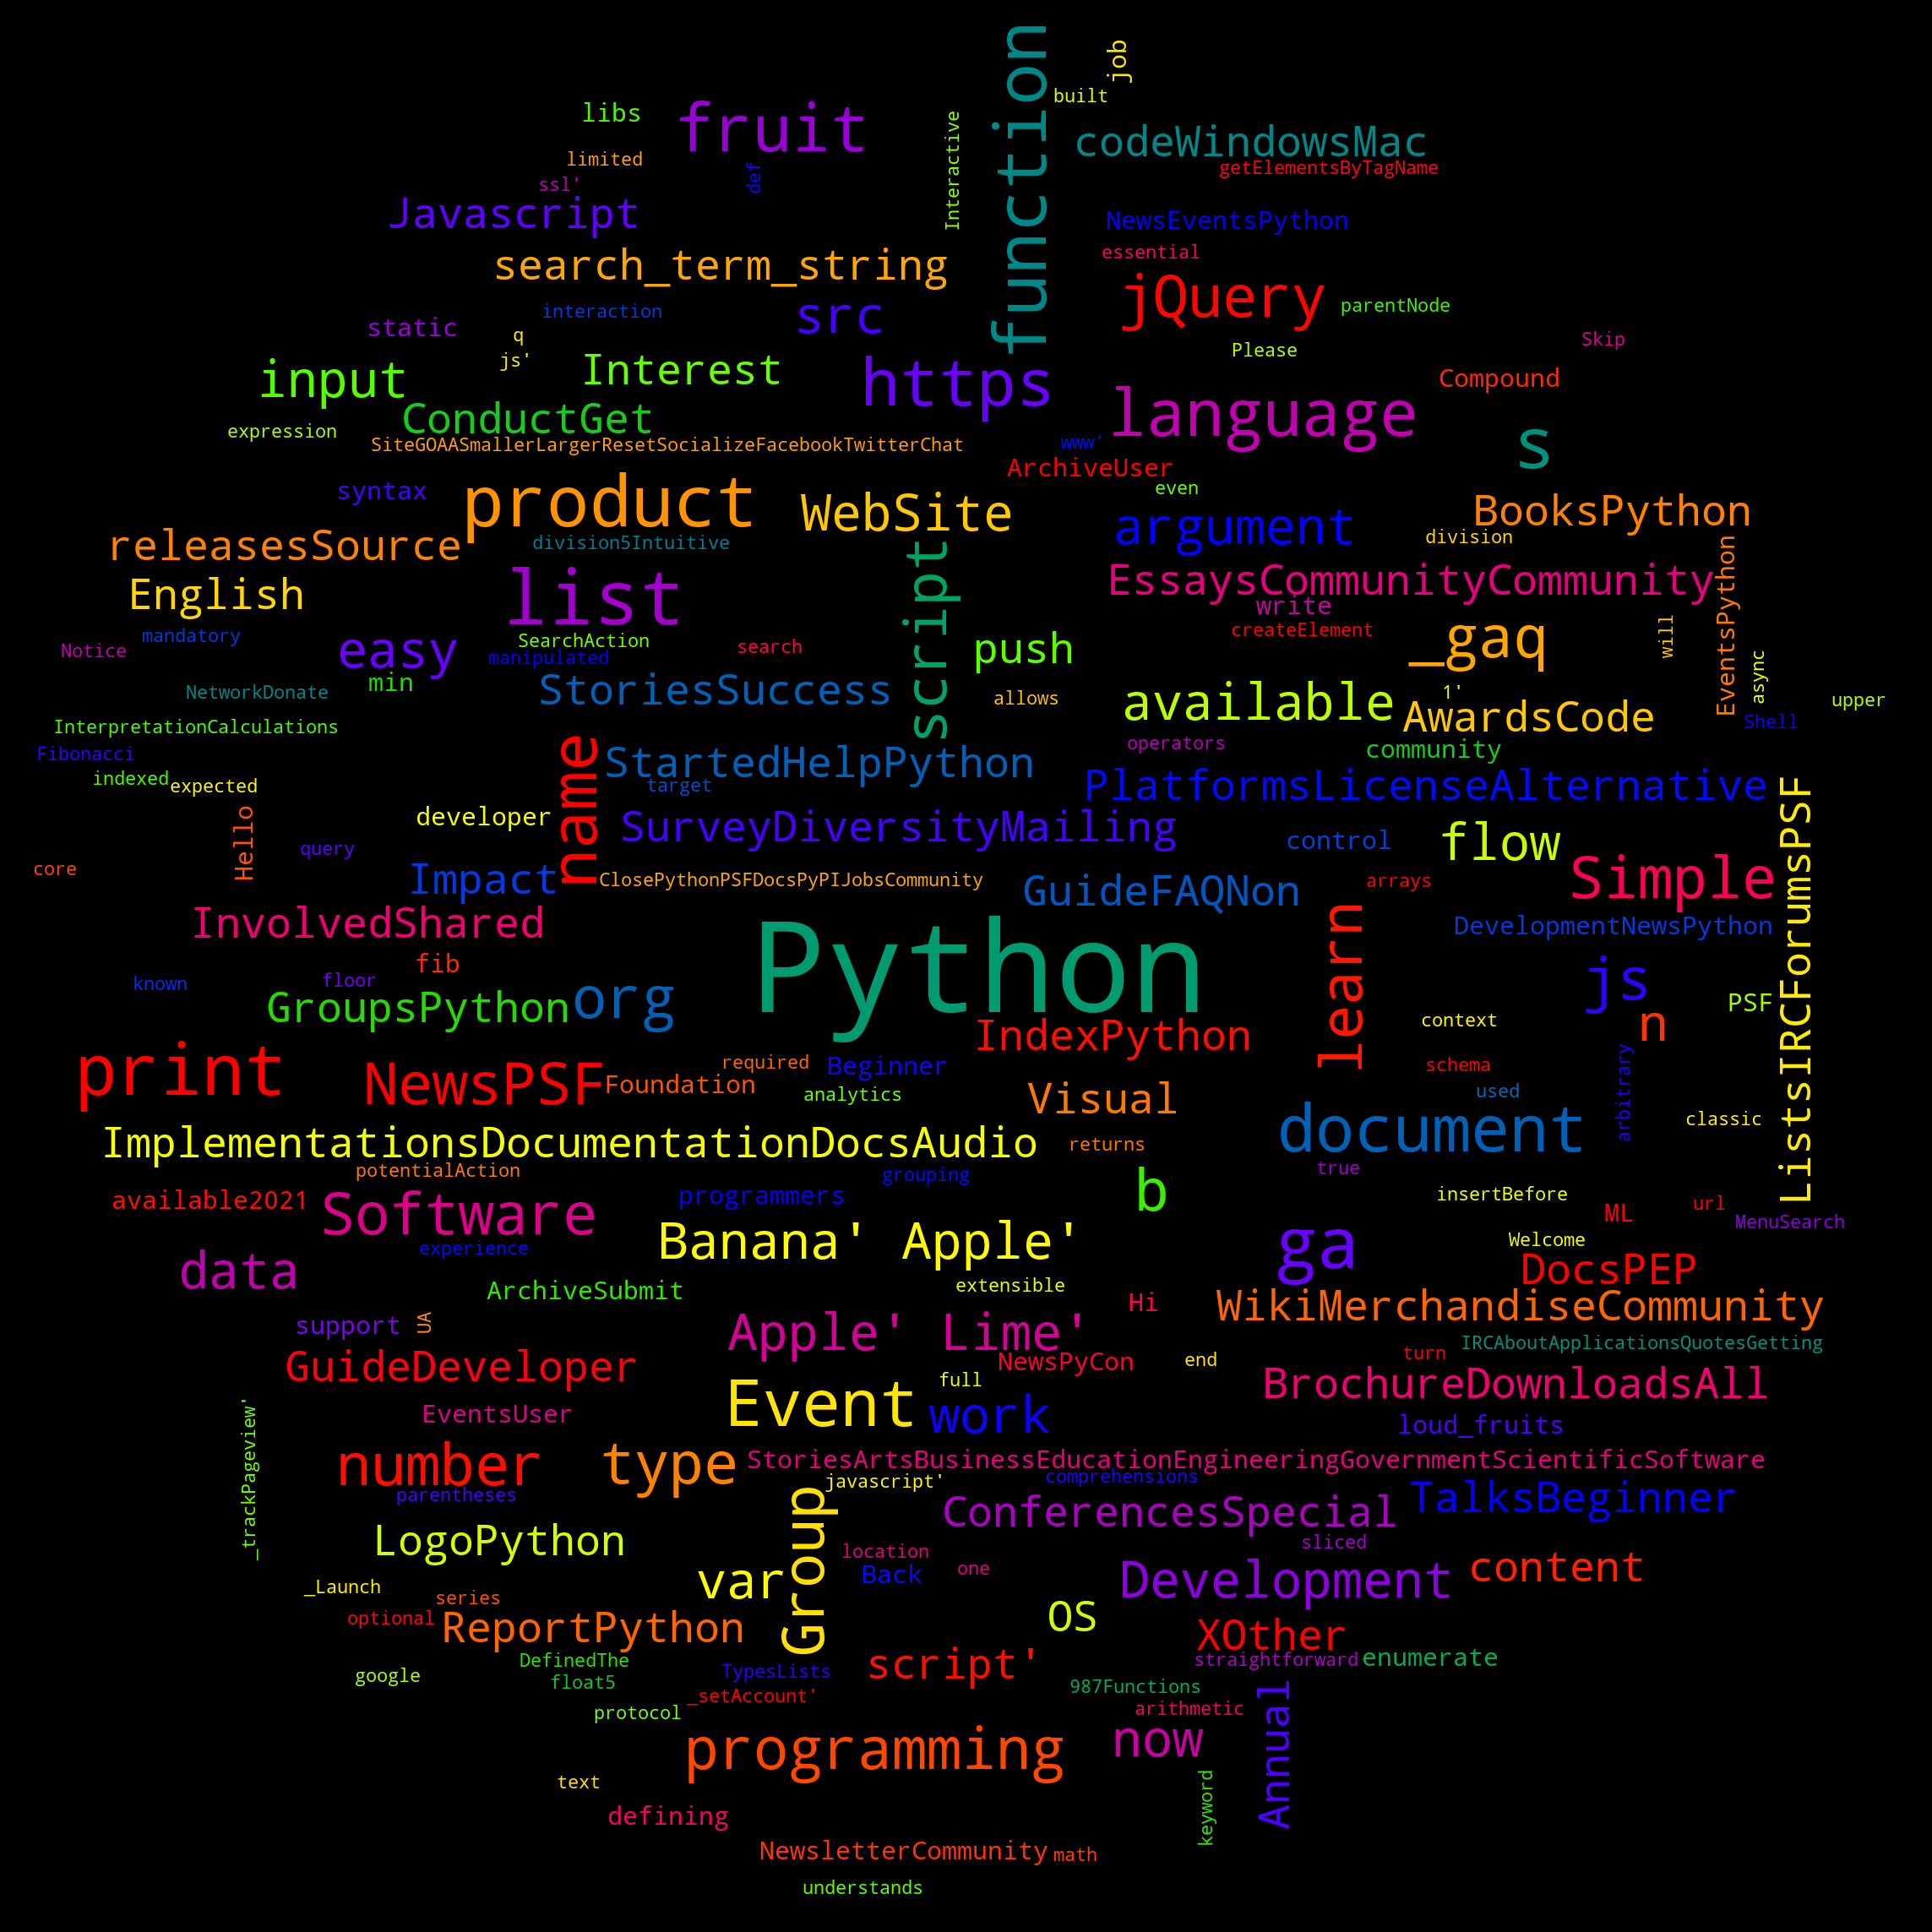 function
job
built
libs
fruit
codeWindowsMac
limited
Interactive
getElementsByTagName
ssl'
def
Javascript
NewsEventsPython
essential
search_term_string
jQuery
parentNode
interaction
src
static
q
Skip
js'
Interest
Please
input
https
Compound
ConductGet
language
expression
SiteGOAASmallerLargerResetSocializeFacebookTwitterChat
www'
s
ArchiveUser
syntax
product
even
WebSite
BooksPython
argument
releasesSource
division5Intuitive
division
English
list
script
EssaysCommunityCommunity
EventsPython
write
mandatory
SearchAction
createElement
_gaq
will
Notice
easy
manipulated
search
push
min
async
NetworkDonate
StoriesSuccess
allows
available
1'
upper
InterpretationCalculations
AwardsCode
Shell
Fibonacci
operators
community
name
StartedHelpPython
indexed
expected
target
PlatformsLicenseAlternative
ListsIRCForumsPSF
Hello
developer
SurveyDiversityMailing
control
flow
query
core
Impact
ClosePythonPSFDocsPyPIJobsCommunity
GuideFAQNon
arrays
Simple
InvolvedShared
learn
DevelopmentNewsPython
Python
fib
known
floor
js
GroupsPython
org
PSF
IndexPython
context
n
print
NewsPSF
required
Beginner
schema
arbitrary
Foundation
analytics
Visual
used
classic
ImplementationsDocumentationDocsAudio
returns
document
potentialAction
grouping
true
available2021
programmers
b
insertBefore
url
Software
ML
MenuSearch
experience
Banana' Apple'
ga
Welcome
data
ArchiveSubmit
extensible
DocsPEP
Hi
WikiMerchandiseCommunity
support
UA
Apple' Lime'
IRCAboutApplicationsQuotesGetting
GuideDeveloper
NewsPyCon
end
turn
full
BrochureDownloadsAll
Event
work
EventsUser
loud_fruits
_trackPageview'
number
type
StoriesArtsBusinessEducationEngineeringGovernmentScientificSoftware
javascript'
comprehensions
parentheses
Group
ConferencesSpecial
TalksBeginner
LogoPython
sliced
location
_Launch
var
Back
one
Development
content
series
optional
ReportPython
OS
XOther
DefinedThe
google
float5
TypesLists
script'
straightforward
enumerate
_setAccount'
987Functions
protocol
arithmetic
Annual
programming
now
text
keyword
defining
NewsletterCommunity
math
understands